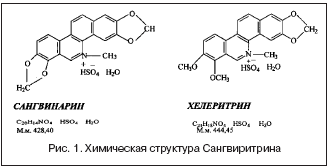 O O
O CH O CH₂
O N—CH₃ CH₃O N—CH₃
+ − + −
O HSO₄ H₂O OCH₃ HSO₄ H₂O
H₂C
САНГВИНАРИН ХЕЛЕРИТРИН
C₂₀H₁₄NO₄ HSO₄ H₂O C₂₁H₁₈NO₄ HSO₄ H₂O
М.м. 428,40 М.м. 444,45
Рис. 1. Химическая структура Сангвиритрина